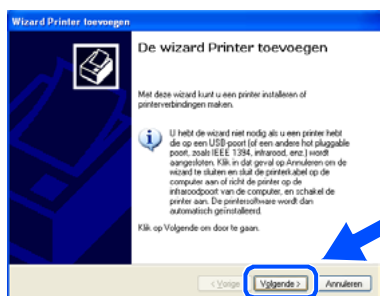 Wizard Printer toevoegen
De wizard Printer toevoegen
Met deze wizard kunt u een printer installeren of
printerverbindingen maken.
U hebt de wizard niet nodig als u een printer hebt
die op een USB-poort (of een andere hot pluggable
poort, zoals IEEE 1394, infrarood, enz.) wordt
aangesloten. Klik in dat geval op Annuleren om de
wizard te sluiten en sluit de printerkabel op de
computer aan of richt de printer op de
infraroodpoort van de computer, en schakel de
printer aan. De printersoftware wordt dan
automatisch geïnstalleerd.
Klik op Volgende om door te gaan.
< Vorige Volgende > Annuleren